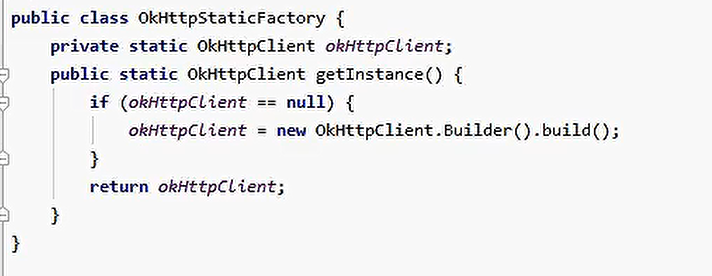 public class OkHttpStaticFactory {
    private static OkHttpClient okHttpClient;
    public static OkHttpClient getInstance() {
        if (okHttpClient == null) {
            okHttpClient = new OkHttpClient.Builder().build();
        }
        return okHttpClient;
    }
}